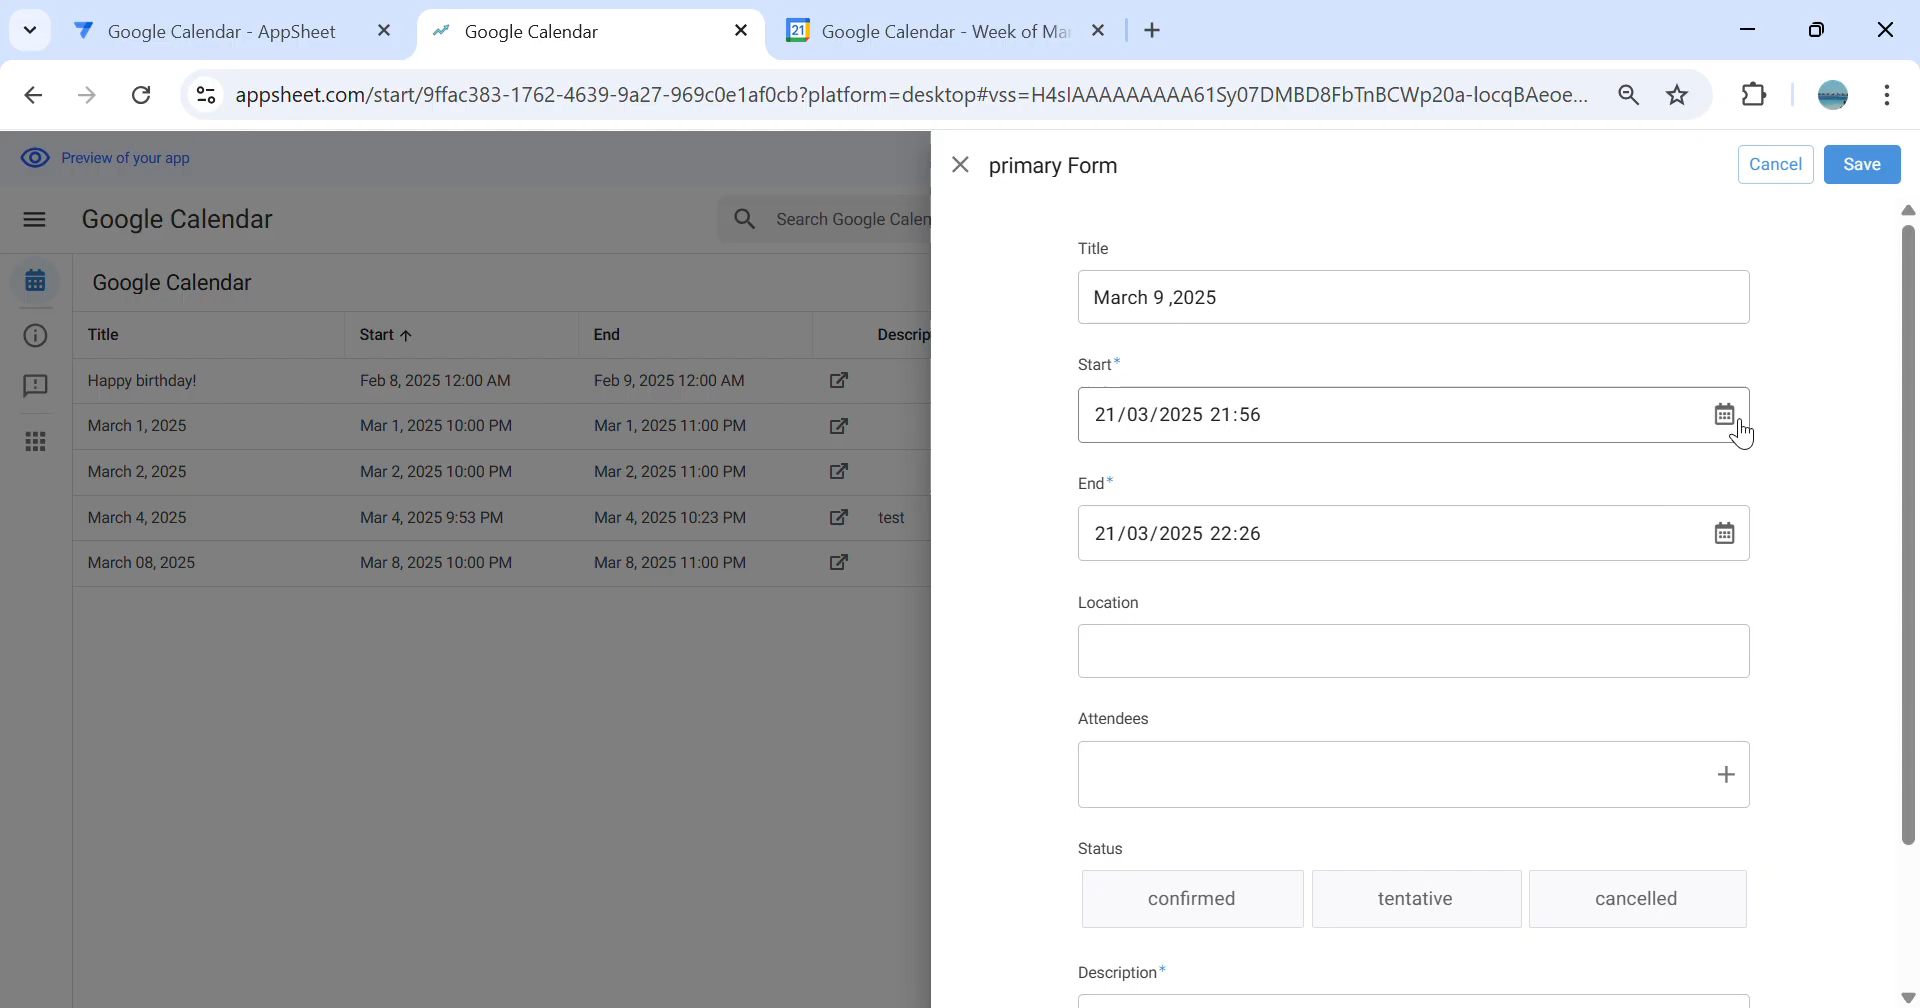 Google Calendar - AppSheet
Google Calendar
21
Google Calendar - Week of Mar
appsheet.com/start/9ffac383-1762-4639-9a27-969c0e1af0cb?platform=desktop#vss=H4sIAAAAAAAAA61Sy07DMBD8FbTnBCWp20a-locqBAeoe...
Preview of your app
Google Calendar
Search Google Calen
Google Calendar
Title Start End Descrip
Happy birthday! Feb 8, 2025 12:00 AM Feb 9, 2025 12:00 AM
March 1, 2025 Mar 1, 2025 10:00 PM Mar 1, 2025 11:00 PM
March 2, 2025 Mar 2, 2025 10:00 PM Mar 2, 2025 11:00 PM
March 4, 2025 Mar 4, 2025 9:53 PM Mar 4, 2025 10:23 PM test
March 08, 2025 Mar 8, 2025 10:00 PM Mar 8, 2025 11:00 PM
primary Form
Cancel
Save
Title
March 9 ,2025
Start*
21/03/2025 21:56
End*
21/03/2025 22:26
Location
Attendees
Status
confirmed tentative cancelled
Description*